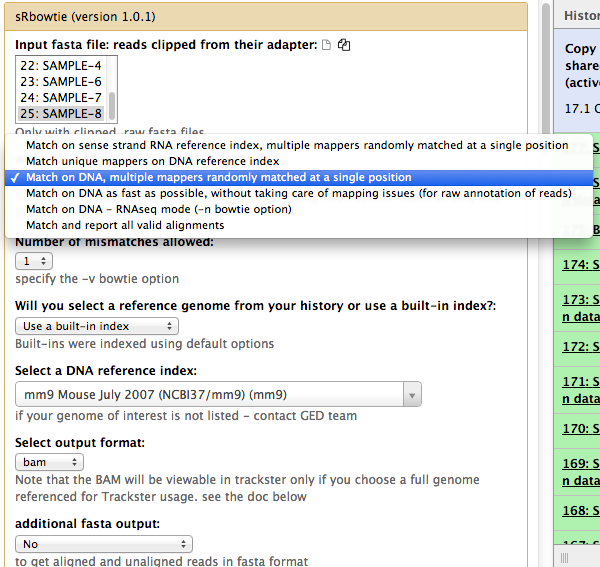 sRbowtie (version 1.0.1)
Input fasta file: reads clipped from their adapter:
22: SAMPLE-4
23: SAMPLE-6
24: SAMPLE-7
25: SAMPLE-8
Only with clipped, raw fasta files
Match on sense strand RNA reference index, multiple mappers randomly matched at a single position
Match unique mappers on DNA reference index
✓ Match on DNA, multiple mappers randomly matched at a single position
Match on DNA as fast as possible, without taking care of mapping issues (for raw annotation of reads)
Match on DNA - RNAseq mode (-n bowtie option)
Match and report all valid alignments
Number of mismatches allowed:
1
specify the -v bowtie option
Will you select a reference genome from your history or use a built-in index?:
Use a built-in index
Built-ins were indexed using default options
Select a DNA reference index:
mm9 Mouse July 2007 (NCBI37/mm9) (mm9)
if your genome of interest is not listed - contact GED team
Select output format:
bam
Note that the BAM will be viewable in trackster only if you choose a full genome
referenced for Trackster usage. see the doc below
additional fasta output:
No
to get aligned and unaligned reads in fasta format
Histor
Copy
share
(activ
17.1 G
174: S
173: S
n data
172: S
171: S
n data
170: S
169: S
n data
168: S